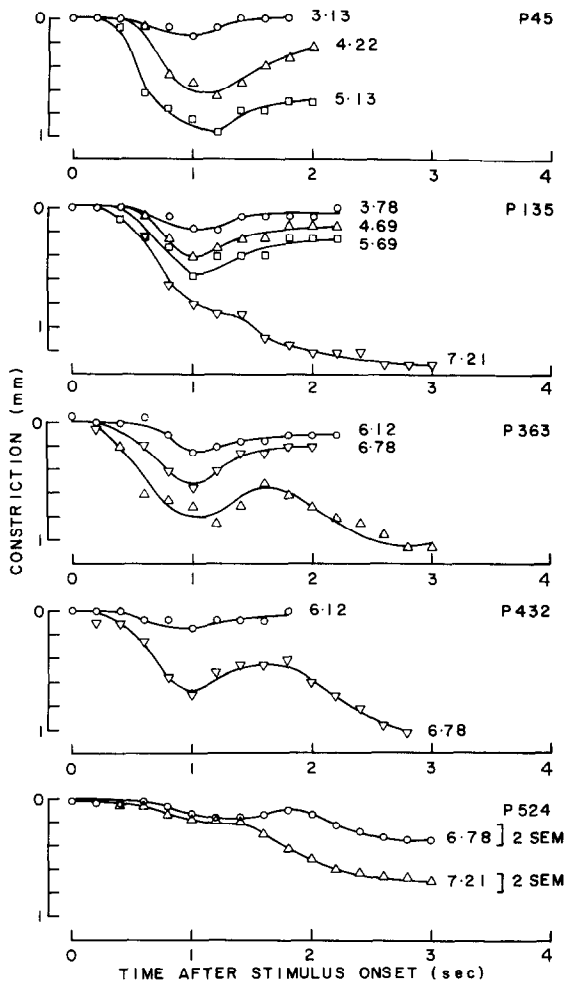 0
1
3·13
4·22
5·13
P45
0 1 2 3 4
0
1
3·78
4·69
5·69
7·21
P135
0 1 2 3 4
0
1
6·12
6·78
P363
0 1 2 3 4
0
1
6·12
6·78
P432
0 1 2 3 4
0
1
P524
6·78 ] 2 SEM
7·21 ] 2 SEM
0 1 2 3 4
TIME AFTER STIMULUS ONSET (sec)
CONSTRICTION (mm)